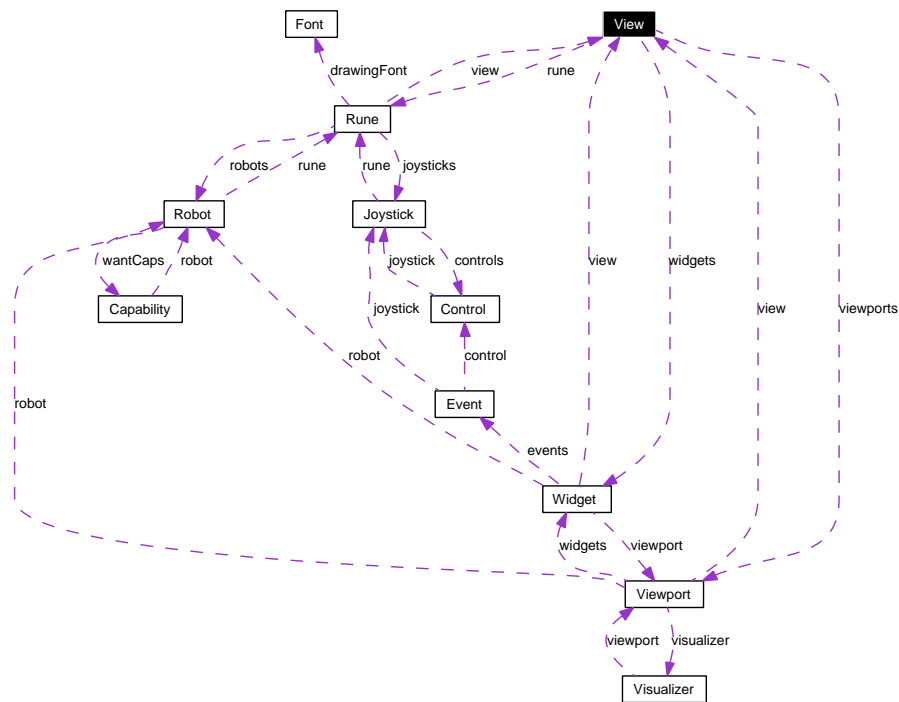 Font
View
drawingFont
view
rune
Rune
robots
rune
rune
joysticks
Robot
Joystick
wantCaps
robot
joystick
controls
view
widgets
Capability
Control
joystick
view
viewports
robot
control
robot
Event
events
Widget
widgets
viewport
Viewport
viewport
visualizer
Visualizer